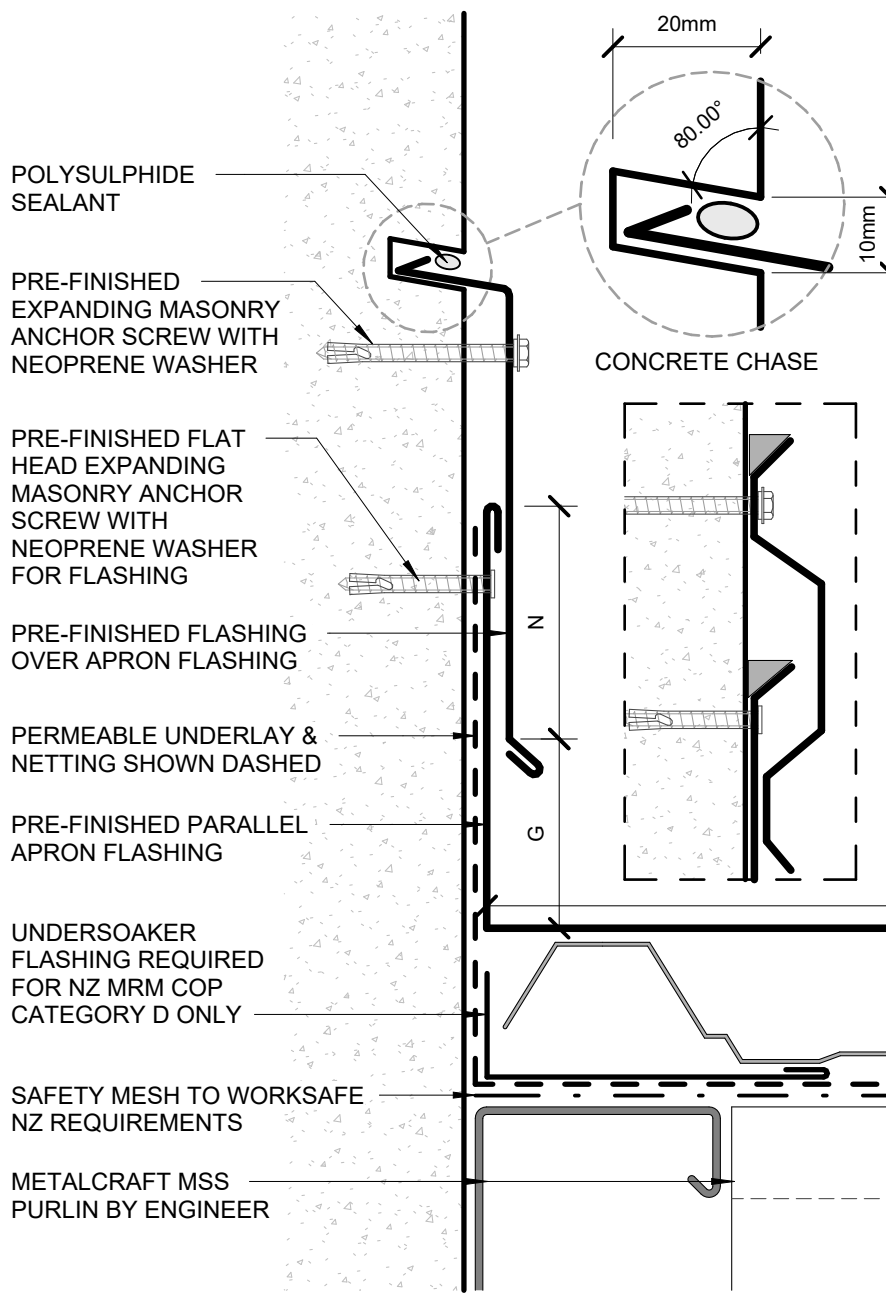 20mm
80.00°
10mm
POLYSULPHIDE
SEALANT
PRE-FINISHED
EXPANDING MASONRY
ANCHOR SCREW WITH
NEOPRENE WASHER
CONCRETE CHASE
PRE-FINISHED FLAT
HEAD EXPANDING
MASONRY ANCHOR
SCREW WITH
NEOPRENE WASHER
FOR FLASHING
N
PRE-FINISHED FLASHING
OVER APRON FLASHING
PERMEABLE UNDERLAY &
NETTING SHOWN DASHED
PRE-FINISHED PARALLEL
APRON FLASHING
G
UNDERSOAKER
FLASHING REQUIRED
FOR NZ MRM COP
CATEGORY D ONLY
SAFETY MESH TO WORKSAFE
NZ REQUIREMENTS
METALCRAFT MSS
PURLIN BY ENGINEER